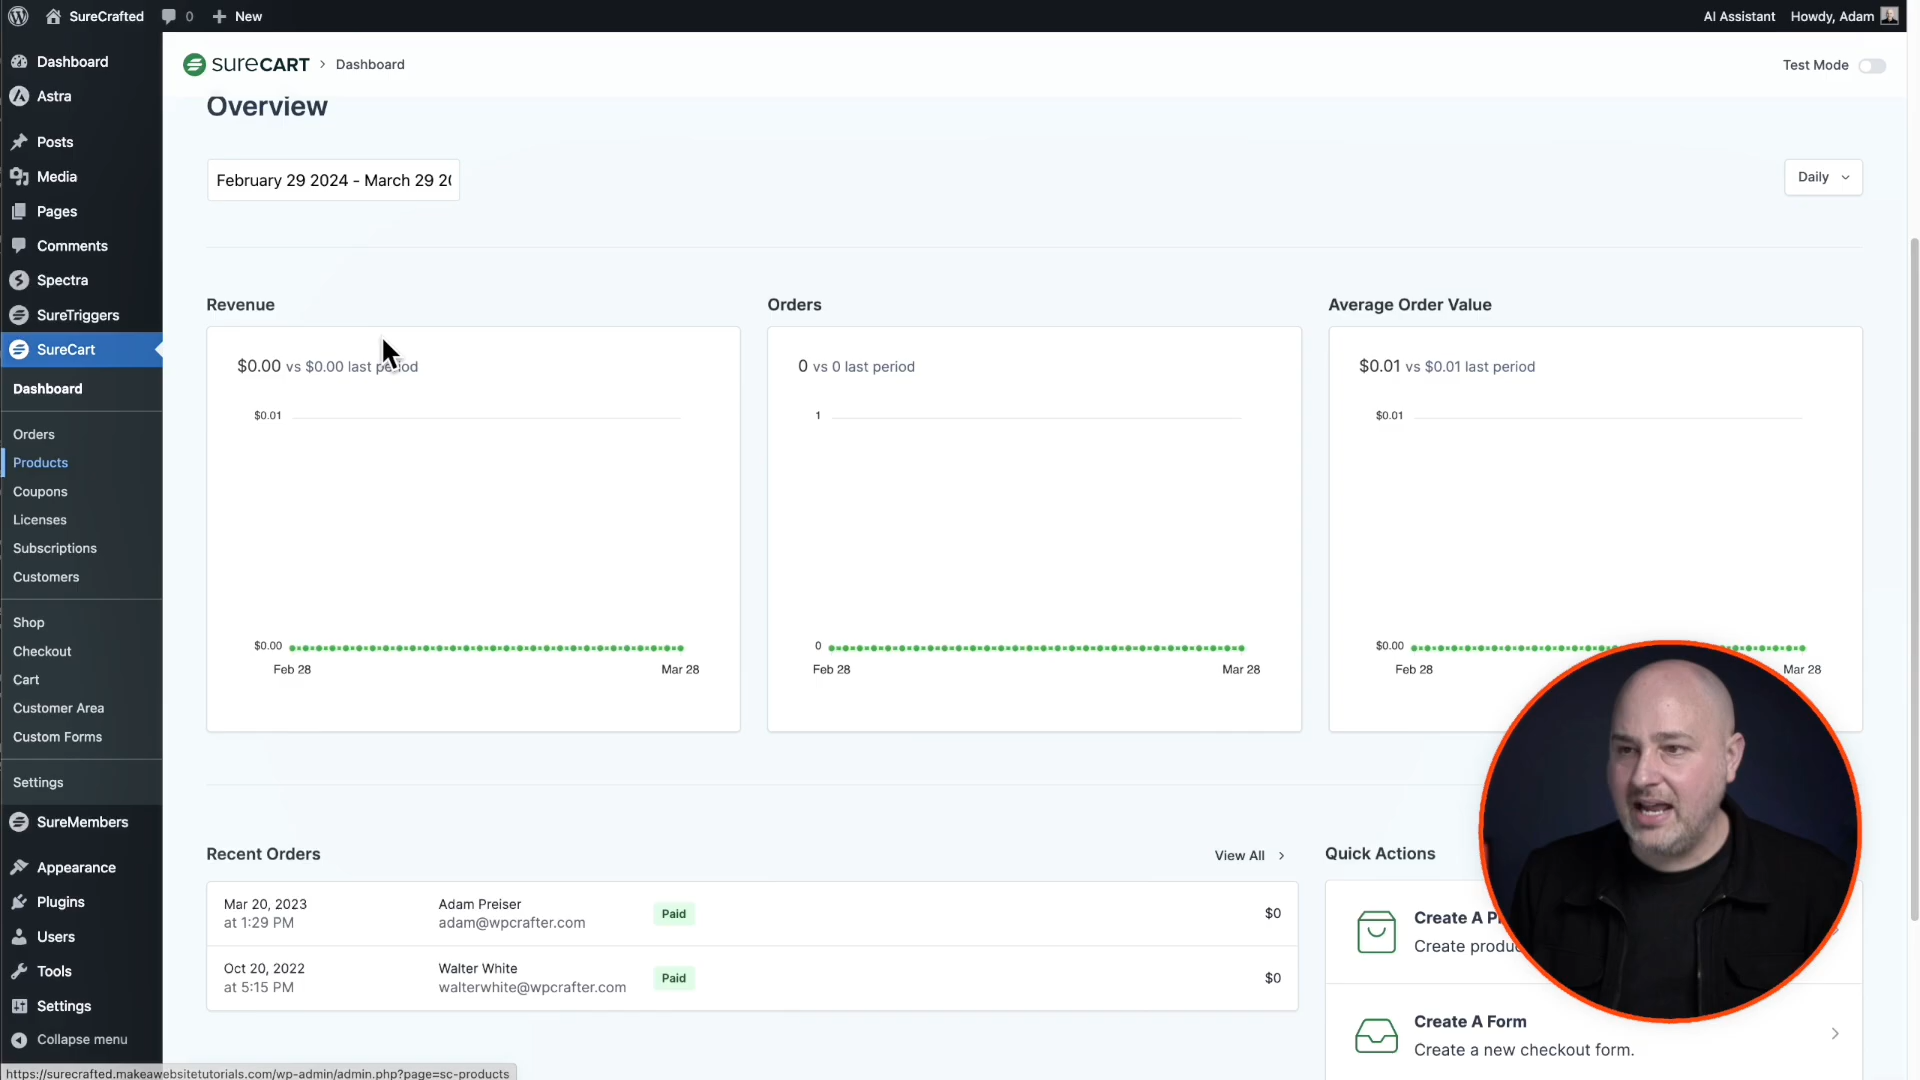 SureCrafted 0 New AI Assistant Howdy, Adam
Dashboard
Astra
Posts
Media
Pages
Comments
Spectra
SureTriggers
SureCart
Dashboard
Orders
Products
Coupons
Licenses
Subscriptions
Customers
Shop
Checkout
Cart
Customer Area
Custom Forms
Settings
SureMembers
Appearance
Plugins
Users
Tools
Settings
Collapse menu
https://surecrafted.makeawebsitetutorials.com/wp-admin/admin.php?page=sc-products
sureCART > Dashboard
Test Mode
Overview
February 29 2024 - March 29 20
Daily
Revenue
$0.00 vs $0.00 last period
$0.01
$0.00
Feb 28 Mar 28
Orders
0 vs 0 last period
1
0
Feb 28 Mar 28
Average Order Value
$0.01 vs $0.01 last period
$0.01
$0.00
Feb 28 Mar 28
Recent Orders View All
Mar 20, 2023 Adam Preiser Paid $0
at 1:29 PM adam@wpcrafter.com
Oct 20, 2022 Walter White Paid $0
at 5:15 PM walterwhite@wpcrafter.com
Quick Actions
Create A P
Create produc
Create A Form
Create a new checkout form.